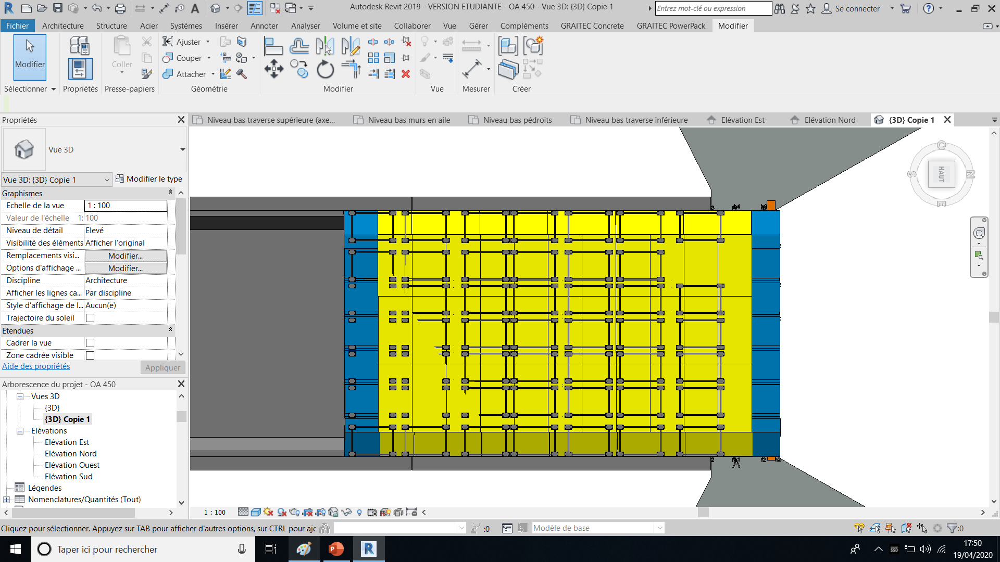 Autodesk Revit 2019 - VERSION ETUDIANTE - OA 450 - Vue 3D: {3D} Copie 1
Entrez mot-clé ou expression
Se connecter
Fichier Architecture Structure Acier Systèmes Insérer Annoter Analyser Volume et site Collaborer Vue Gérer Compléments GRAITEC Concrete GRAITEC PowerPack Modifier
Modifier
Coller
Ajuster
Couper
Attacher
Sélectionner Propriétés Presse-papiers Géométrie Modifier Vue Mesurer Créer
Propriétés
Niveau bas traverse supérieure (axe...
Niveau bas murs en aile
Niveau bas pédroits
Niveau bas traverse inférieure
Elévation Est
Elévation Nord
{3D} Copie 1
Vue 3D
Vue 3D: {3D} Copie 1
Modifier le type
Graphismes
Echelle de la vue 1 : 100
Valeur de l'échelle 1: 100
Niveau de détail Elevé
Visibilité des éléments Afficher l'original
Remplacements visi... Modifier...
Options d'affichage ... Modifier...
Discipline Architecture
Afficher les lignes ca... Par discipline
Style d'affichage de l... Aucun(e)
Trajectoire du soleil
Etendues
Cadrer la vue
Zone cadrée visible
Aide des propriétés
Appliquer
Arborescence du projet - OA 450
Vues 3D
{3D}
{3D} Copie 1
Elévations
Elévation Est
Elévation Nord
Elévation Ouest
Elévation Sud
Légendes
Nomenclatures/Quantités (Tout)
HAUT
S
N
O
E
3
2
f2
A
1 : 100
Cliquez pour sélectionner. Appuyez sur TAB pour afficher d'autres options, sur CTRL pour ajo
:0
Modèle de base
:0
Taper ici pour rechercher
SSD
17:50
19/04/2020